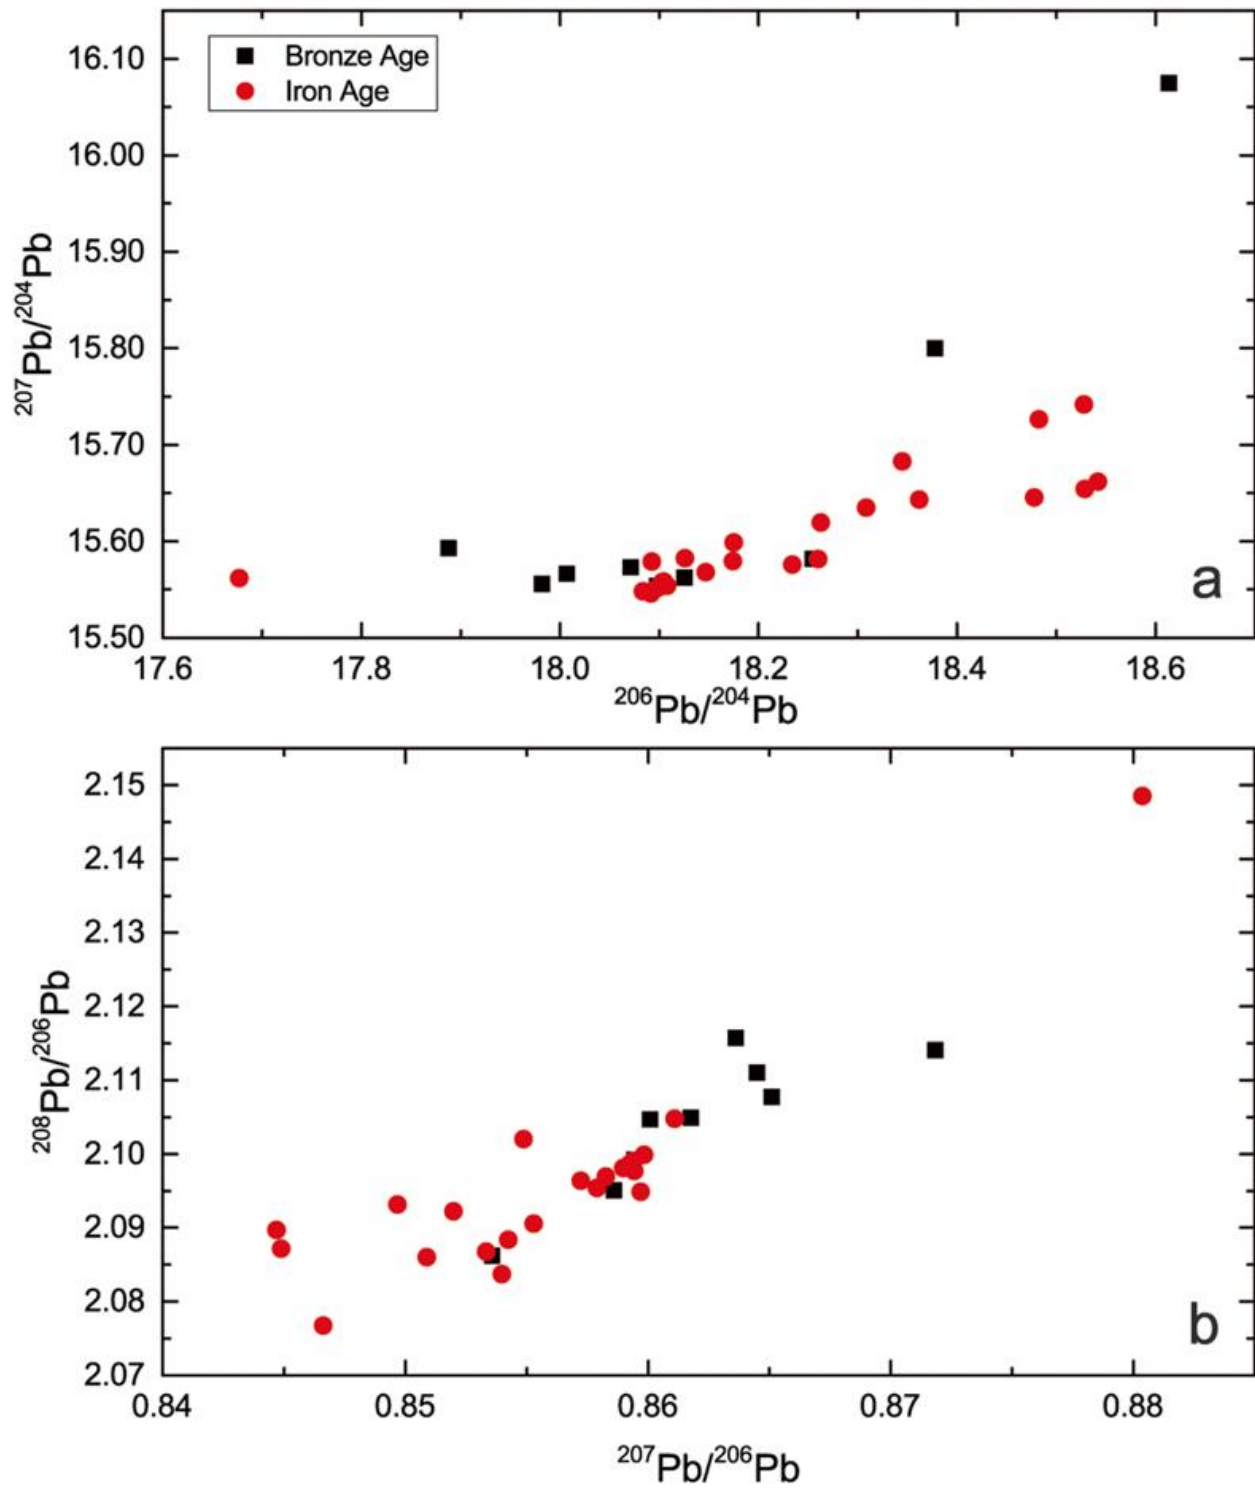 Bronze Age
Iron Age
16.10
16.00
15.90
15.80
15.70
15.60
15.50
²⁰⁷Pb/²⁰⁴Pb
a
17.6 17.8 18.0 18.2 18.4 18.6
²⁰⁶Pb/²⁰⁴Pb
2.15
2.14
2.13
2.12
2.11
2.10
2.09
2.08
2.07
²⁰⁸Pb/²⁰⁶Pb
b
0.84 0.85 0.86 0.87 0.88
²⁰⁷Pb/²⁰⁶Pb